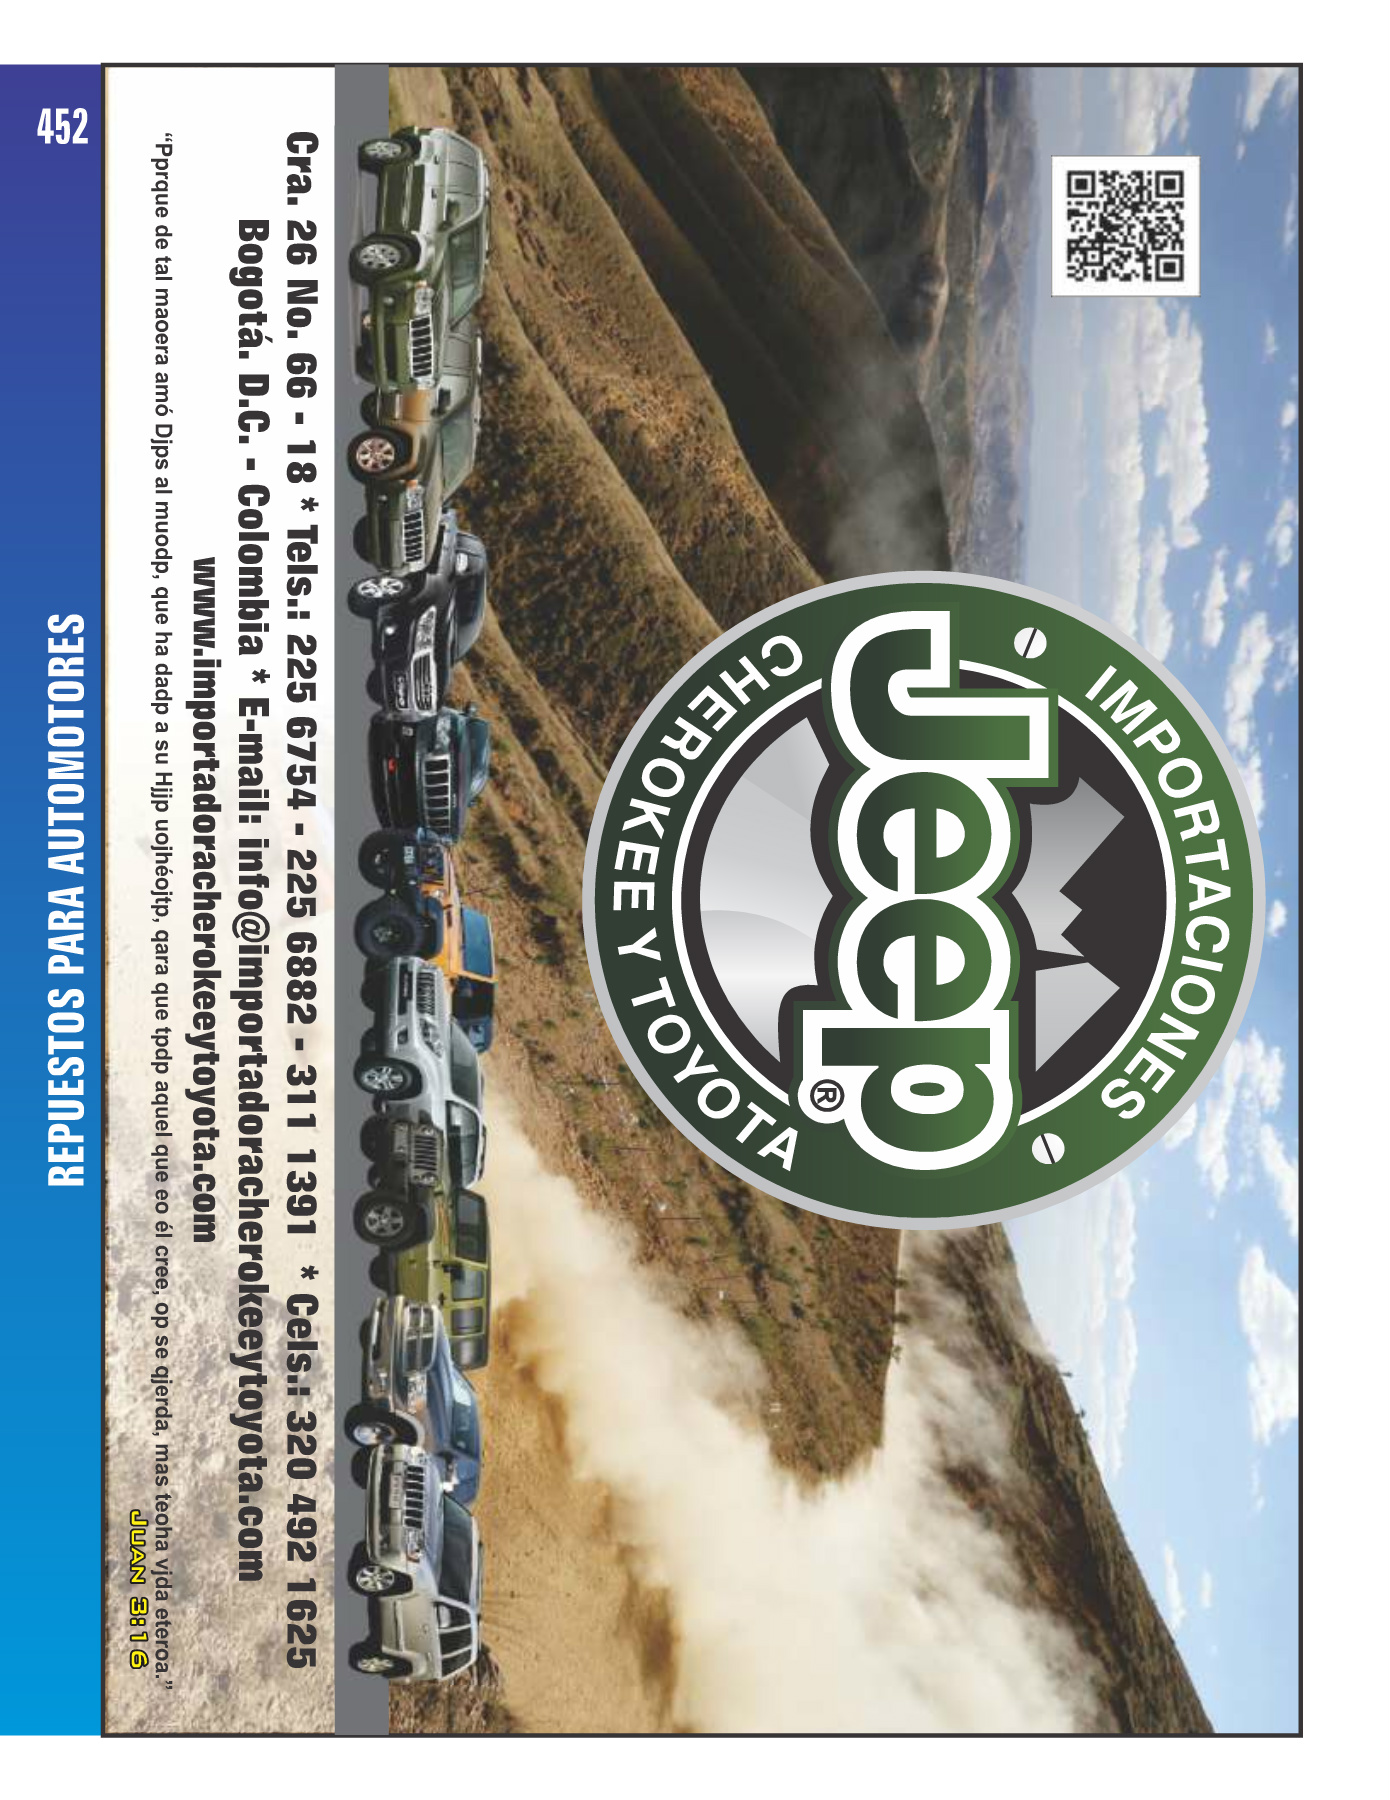 452
REPUESTOS PARA AUTOMOTORES
IMPORTACIONES
Jeep®
CHEROKEE Y TOYOTA
Cra. 26 No. 66 - 18 * Tels.: 225 6754 - 225 6882 - 311 1391 * Cels.: 320 492 1625
Bogotá. D.C. - Colombia * E-mail: info@importadoracherokeeytoyota.com
www.importadoracherokeeytoyota.com
“Pprque de tal maoera amó Djps al muodp, que ha dadp a su Hjjp uojhéojtp, qara que tpdp aquel que eo él cree, op se qjerda, mas teoha vjda eteroa.”
JUAN 3:16